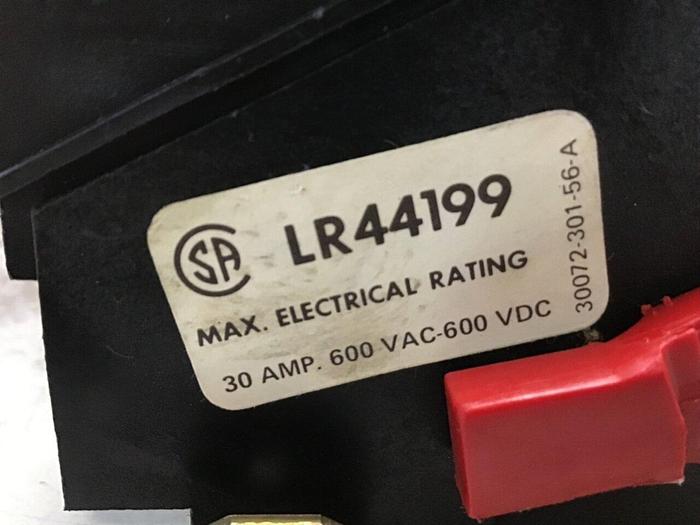 SA LR44199
MAX. ELECTRICAL RATING
30 AMP. 600 VAC-600 VDC
30072-301-56-A